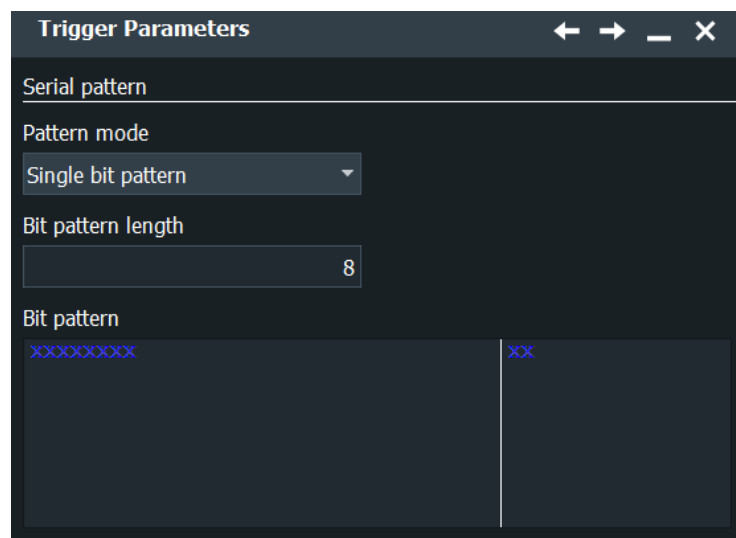 Trigger Parameters
Serial pattern
Pattern mode
Single bit pattern
Bit pattern length
8
Bit pattern
XXXXXXXX XX